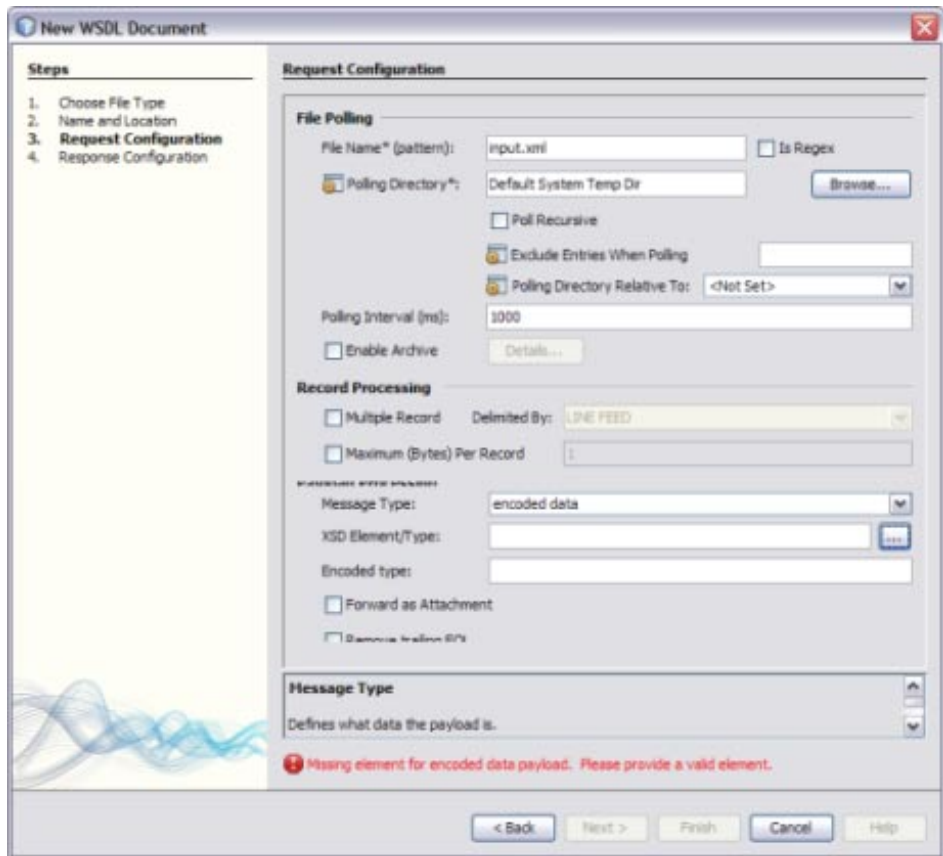 New WSDL Document
Steps
1. Choose File Type
2. Name and Location
3. Request Configuration
4. Response Configuration
Request Configuration
File Polling
File Name* (pattern): input.xml Is Regex
Polling Directory*: Default System Temp Dir Browse...
Poll Recursive
Exclude Entries When Polling
Polling Directory Relative To: <Not Set>
Polling Interval (ms): 1000
Enable Archive Details...
Record Processing
Multiple Record Delimited By: LINE FEED
Maximum (Bytes) Per Record 1
Message Type: encoded data
XSD Element/Type: ...
Encoded type:
Forward as Attachment
Remove trailing EOL
Message Type
Defines what data the payload is.
Missing element for encoded data payload. Please provide a valid element.
< Back Next > Finish Cancel Help